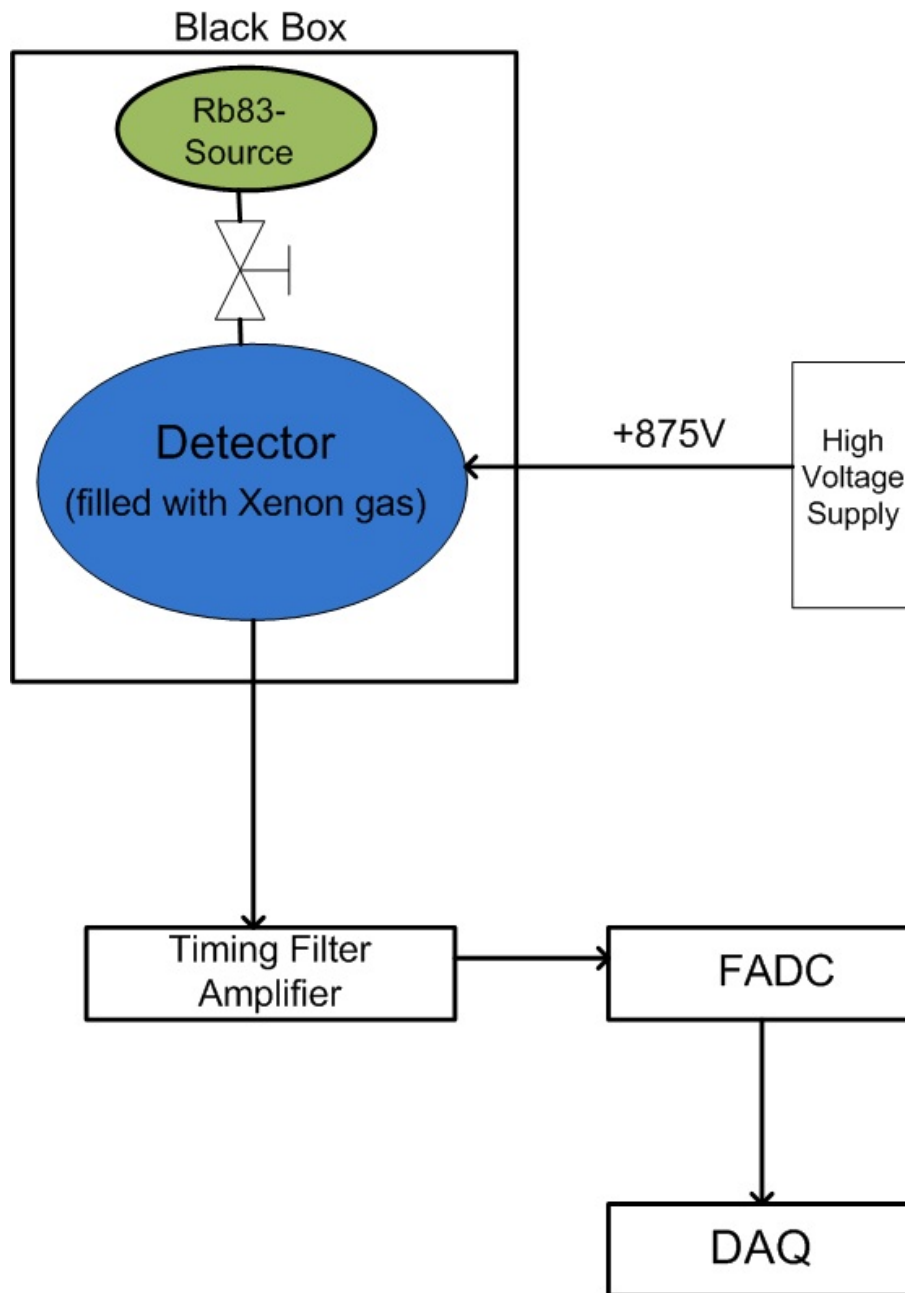 Black Box
Rb83-
Source
Detector
(filled with Xenon gas)
+875V
High
Voltage
Supply
Timing Filter
Amplifier
FADC
DAQ